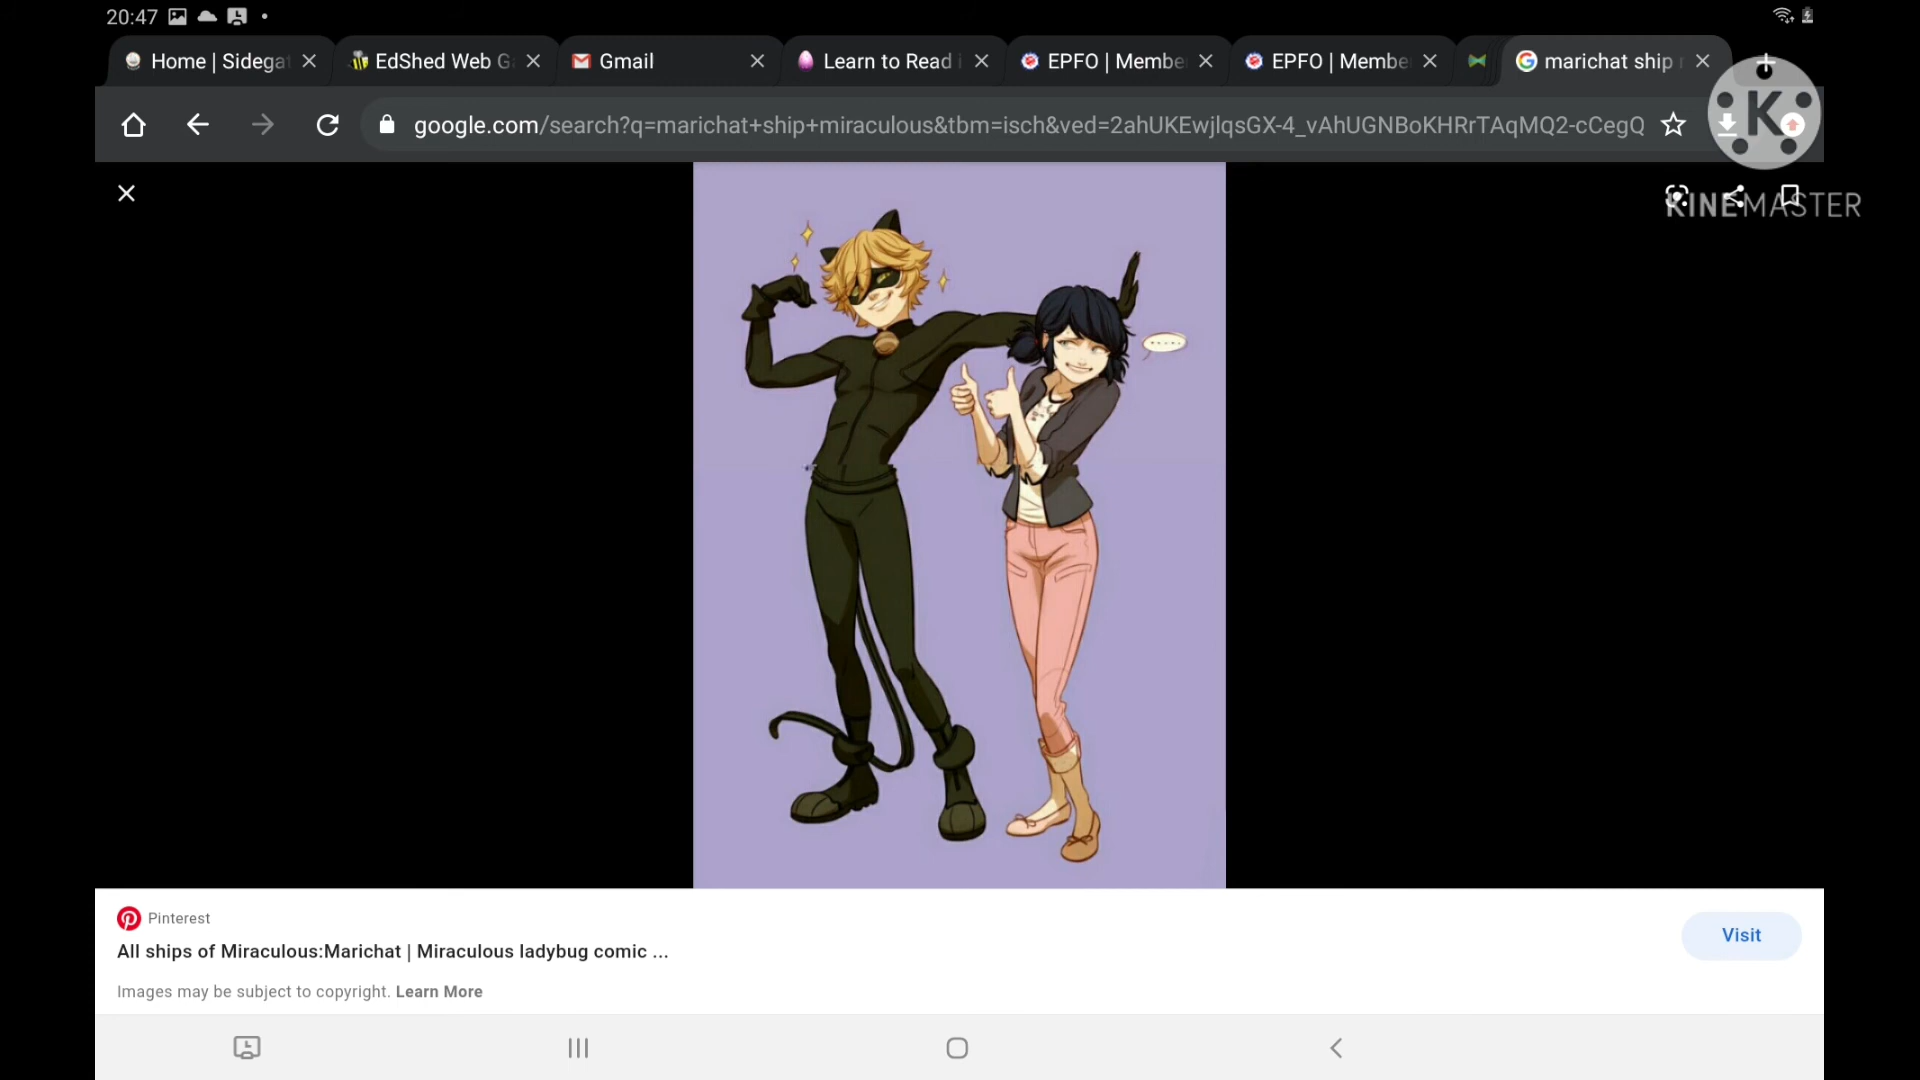 20:47
Home | Sidega
EdShed Web G
Gmail
Learn to Read i
EPFO | Membe
EPFO | Membe
marichat ship
google.com/search?q=marichat+ship+miraculous&tbm=isch&ved=2ahUKEwjlqsGX-4_vAhUGNBoKHRrTAqMQ2-cCegQ
K
KINEMASTER
.....
Pinterest
All ships of Miraculous:Marichat | Miraculous ladybug comic ...
Visit
Images may be subject to copyright. Learn More